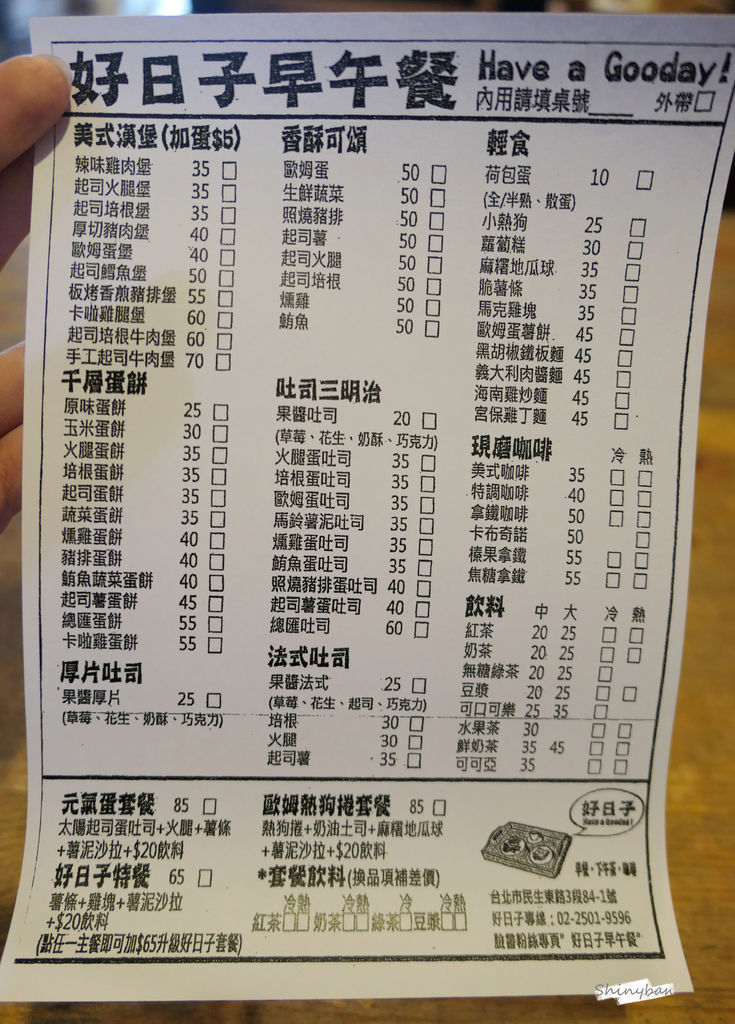 好日子早午餐 Have a Gooday!
內用請填桌號____ 外帶□
美式漢堡(加蛋$5)
辣味雞肉堡 35 □
起司火腿堡 35 □
起司培根堡 35 □
厚切豬肉堡 40 □
歐姆蛋堡 40 □
起司鱈魚堡 50 □
板烤香煎豬排堡 55 □
卡啦雞腿堡 60 □
起司培根牛肉堡 60 □
手工起司牛肉堡 70 □
千層蛋餅
原味蛋餅 25 □
玉米蛋餅 30 □
火腿蛋餅 35 □
培根蛋餅 35 □
起司蛋餅 35 □
蔬菜蛋餅 35 □
燻雞蛋餅 40 □
豬排蛋餅 40 □
鮪魚蔬菜蛋餅 40 □
起司薯蛋餅 45 □
總匯蛋餅 55 □
卡啦雞蛋餅 55 □
厚片吐司
果醬厚片 25 □
(草莓、花生、奶酥、巧克力)
香酥可頌
歐姆蛋 50 □
生鮮蔬菜 50 □
照燒豬排 50 □
起司薯 50 □
起司火腿 50 □
起司培根 50 □
燻雞 50 □
鮪魚 50 □
吐司三明治
果醬吐司 20 □
(草莓、花生、奶酥、巧克力)
火腿蛋吐司 35 □
培根蛋吐司 35 □
歐姆蛋吐司 35 □
馬鈴薯泥吐司 35 □
燻雞蛋吐司 35 □
鮪魚蛋吐司 35 □
照燒豬排蛋吐司 40 □
起司薯蛋吐司 40 □
總匯吐司 60 □
法式吐司
果醬法式 25 □
(草莓、花生、起司、巧克力)
培根 30 □
火腿 30 □
起司薯 35 □
輕食
荷包蛋 10 □
(全/半熟、散蛋)
小熱狗 25 □
蘿蔔糕 30 □
麻糬地瓜球 35 □
脆薯條 35 □
馬克雞塊 35 □
歐姆蛋薯餅 45 □
黑胡椒鐵板麵 45 □
義大利肉醬麵 45 □
海南雞炒麵 45 □
宮保雞丁麵 45 □
現磨咖啡 冷 熱
美式咖啡 35 □ □
特調咖啡 40 □ □
拿鐵咖啡 50 □ □
卡布奇諾 50 □
榛果拿鐵 55 □ □
焦糖拿鐵 55 □ □
飲料 中 大 冷 熱
紅茶 20 25 □ □
奶茶 20 25 □ □
無糖綠茶 20 25 □
豆漿 20 25 □ □
可口可樂 25 35 □
水果茶 30 □ □
鮮奶茶 35 45 □ □
可可亞 35 □ □
元氣蛋套餐 85 □
太陽起司蛋吐司+火腿+薯條
+薯泥沙拉+$20飲料
好日子特餐 65 □
薯條+雞塊+薯泥沙拉
+$20飲料
(點任一主餐即可加$65升級好日子套餐)
歐姆熱狗捲套餐 85 □
熱狗捲+奶油土司+麻糬地瓜球
+薯泥沙拉+$20飲料
*套餐飲料(換品項補差價)
冷熱 冷熱 冷 冷熱
紅茶□□ 奶茶□□ 綠茶□ 豆漿□□
好日子
Have a Gooday!
早餐·下午茶·咖啡
台北市民生東路3段84-1號
好日子專線：02-2501-9596
臉書粉絲專頁" 好日子早午餐"
Shinyban